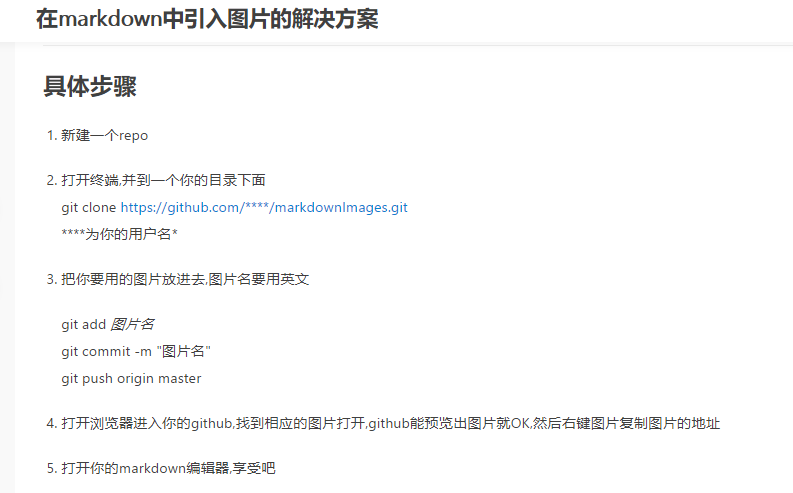 在markdown中引入图片的解决方案
具体步骤
1. 新建一个repo
2. 打开终端,并到一个你的目录下面
git clone https://github.com/****/markdownImages.git
****为你的用户名*
3. 把你要用的图片放进去,图片名要用英文
git add 图片名
git commit -m "图片名"
git push origin master
4. 打开浏览器进入你的github,找到相应的图片打开,github能预览出图片就OK,然后右键图片复制图片的地址
5. 打开你的markdown编辑器,享受吧